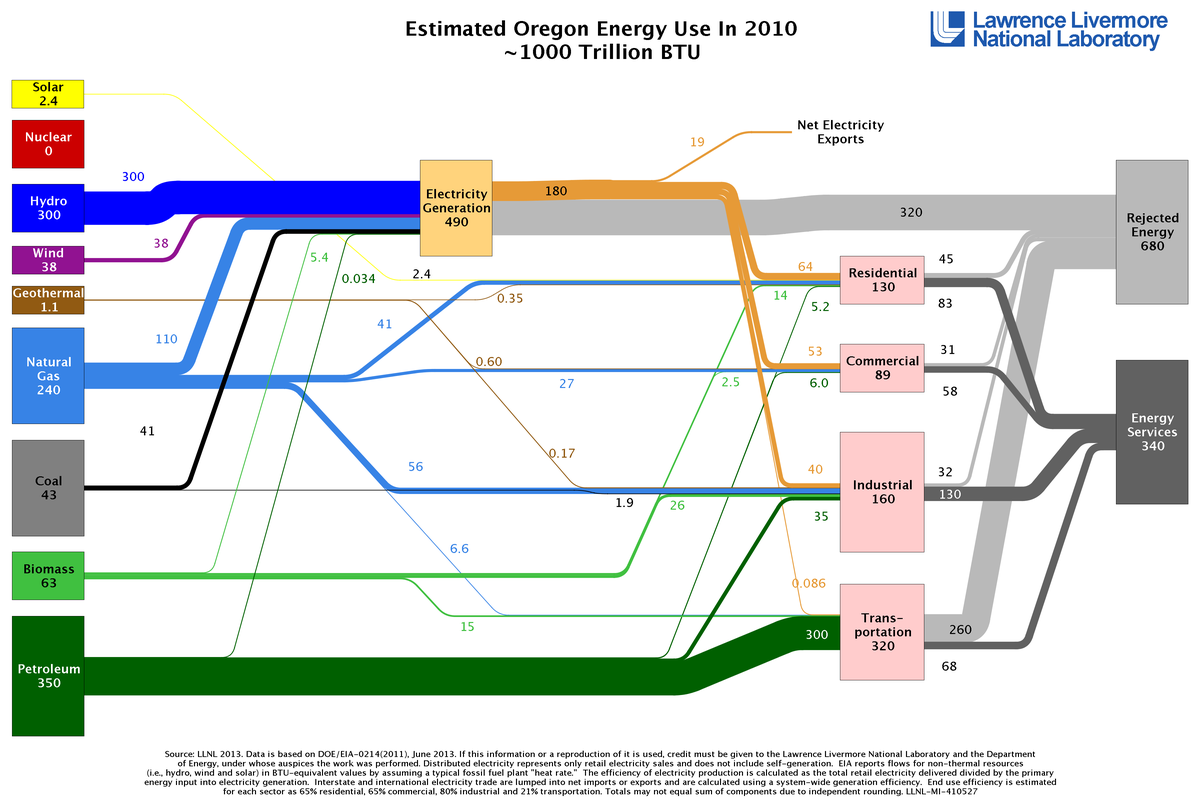 Estimated Oregon Energy Use In 2010
~1000 Trillion BTU
Lawrence Livermore
National Laboratory
Solar
2.4
Nuclear
0
Hydro
300
Wind
38
Geothermal
1.1
Natural
Gas
240
Coal
43
Biomass
63
Petroleum
350
300
38
110
41
5.4
0.034
2.4
0.35
41
0.60
27
56
0.17
1.9
6.6
15
Electricity
Generation
490
180
19
Net Electricity
Exports
320
64
14
5.2
53
2.5
6.0
40
26
35
0.086
300
Residential
130
Commercial
89
Industrial
160
Trans-
portation
320
45
83
31
58
32
130
260
68
Rejected
Energy
680
Energy
Services
340
Source: LLNL 2013. Data is based on DOE/EIA-0214(2011), June 2013. If this information or a reproduction of it is used, credit must be given to the Lawrence Livermore National Laboratory and the Department
of Energy, under whose auspices the work was performed. Distributed electricity represents only retail electricity sales and does not include self-generation. EIA reports flows for non-thermal resources
(i.e., hydro, wind and solar) in BTU-equivalent values by assuming a typical fossil fuel plant "heat rate." The efficiency of electricity production is calculated as the total retail electricity delivered divided by the primary
energy input into electricity generation. Interstate and international electricity trade are lumped into net imports or exports and are calculated using a system-wide generation efficiency. End use efficiency is estimated
for each sector as 65% residential, 65% commercial, 80% industrial and 21% transportation. Totals may not equal sum of components due to independent rounding. LLNL-MI-410527